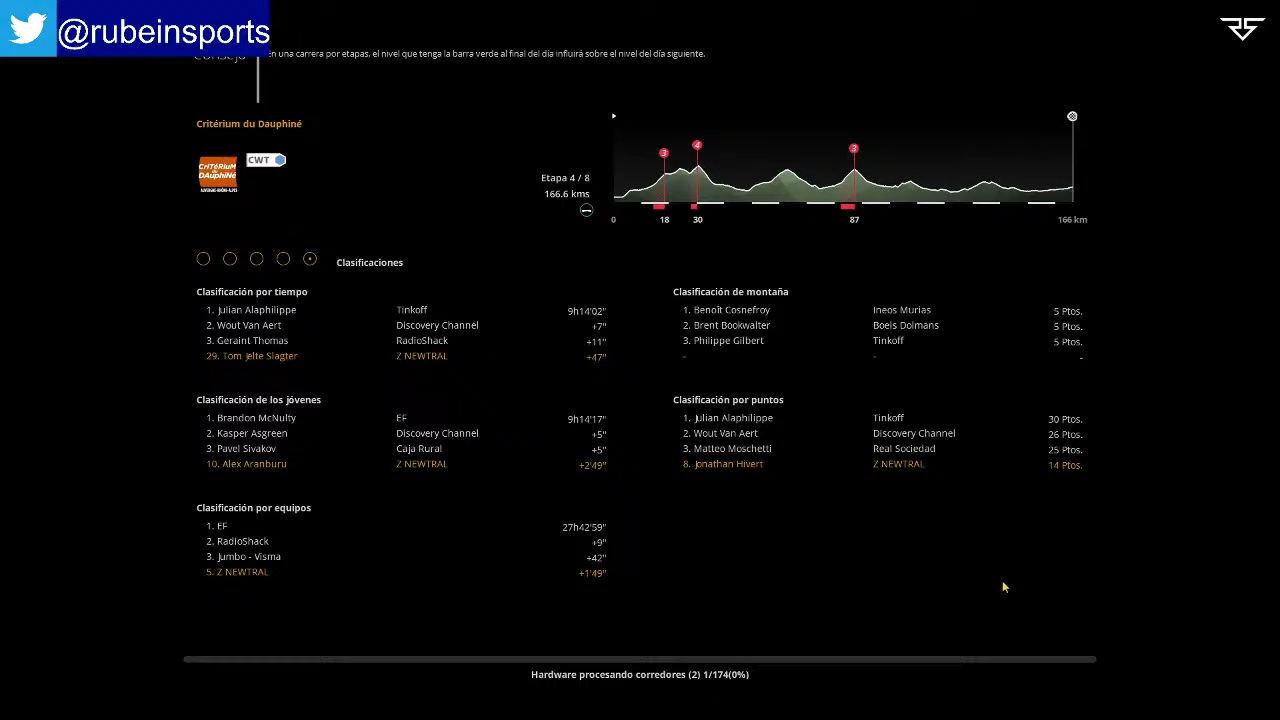 @rubeinsports
Consejo
En una carrera por etapas, el nivel que tenga la barra verde al final del día influirá sobre el nivel del día siguiente.
Critérium du Dauphiné
CRITÉRIUM DU DAUPHINÉ
CWT
Etapa 4 / 8
166.6 kms
3 4 3
0 18 30 87 166 km
Clasificaciones
Clasificación por tiempo
1. Julian Alaphilippe Tinkoff 9h14'02"
2. Wout Van Aert Discovery Channel +7"
3. Geraint Thomas RadioShack +11"
29. Tom Jelte Slagter Z NEWTRAL +47"
Clasificación de montaña
1. Benoît Cosnefroy Ineos Murias 5 Ptos.
2. Brent Bookwalter Boels Dolmans 5 Ptos.
3. Philippe Gilbert Tinkoff 5 Ptos.
- - -
Clasificación de los jóvenes
1. Brandon McNulty EF 9h14'17"
2. Kasper Asgreen Discovery Channel +5"
3. Pavel Sivakov Caja Rural +5"
10. Alex Aranburu Z NEWTRAL +2'49"
Clasificación por puntos
1. Julian Alaphilippe Tinkoff 30 Ptos.
2. Wout Van Aert Discovery Channel 26 Ptos.
3. Matteo Moschetti Real Sociedad 25 Ptos.
8. Jonathan Hivert Z NEWTRAL 14 Ptos.
Clasificación por equipos
1. EF 27h42'59"
2. RadioShack +9"
3. Jumbo - Visma +42"
5. Z NEWTRAL +1'49"
Hardware procesando corredores (2) 1/174(0%)